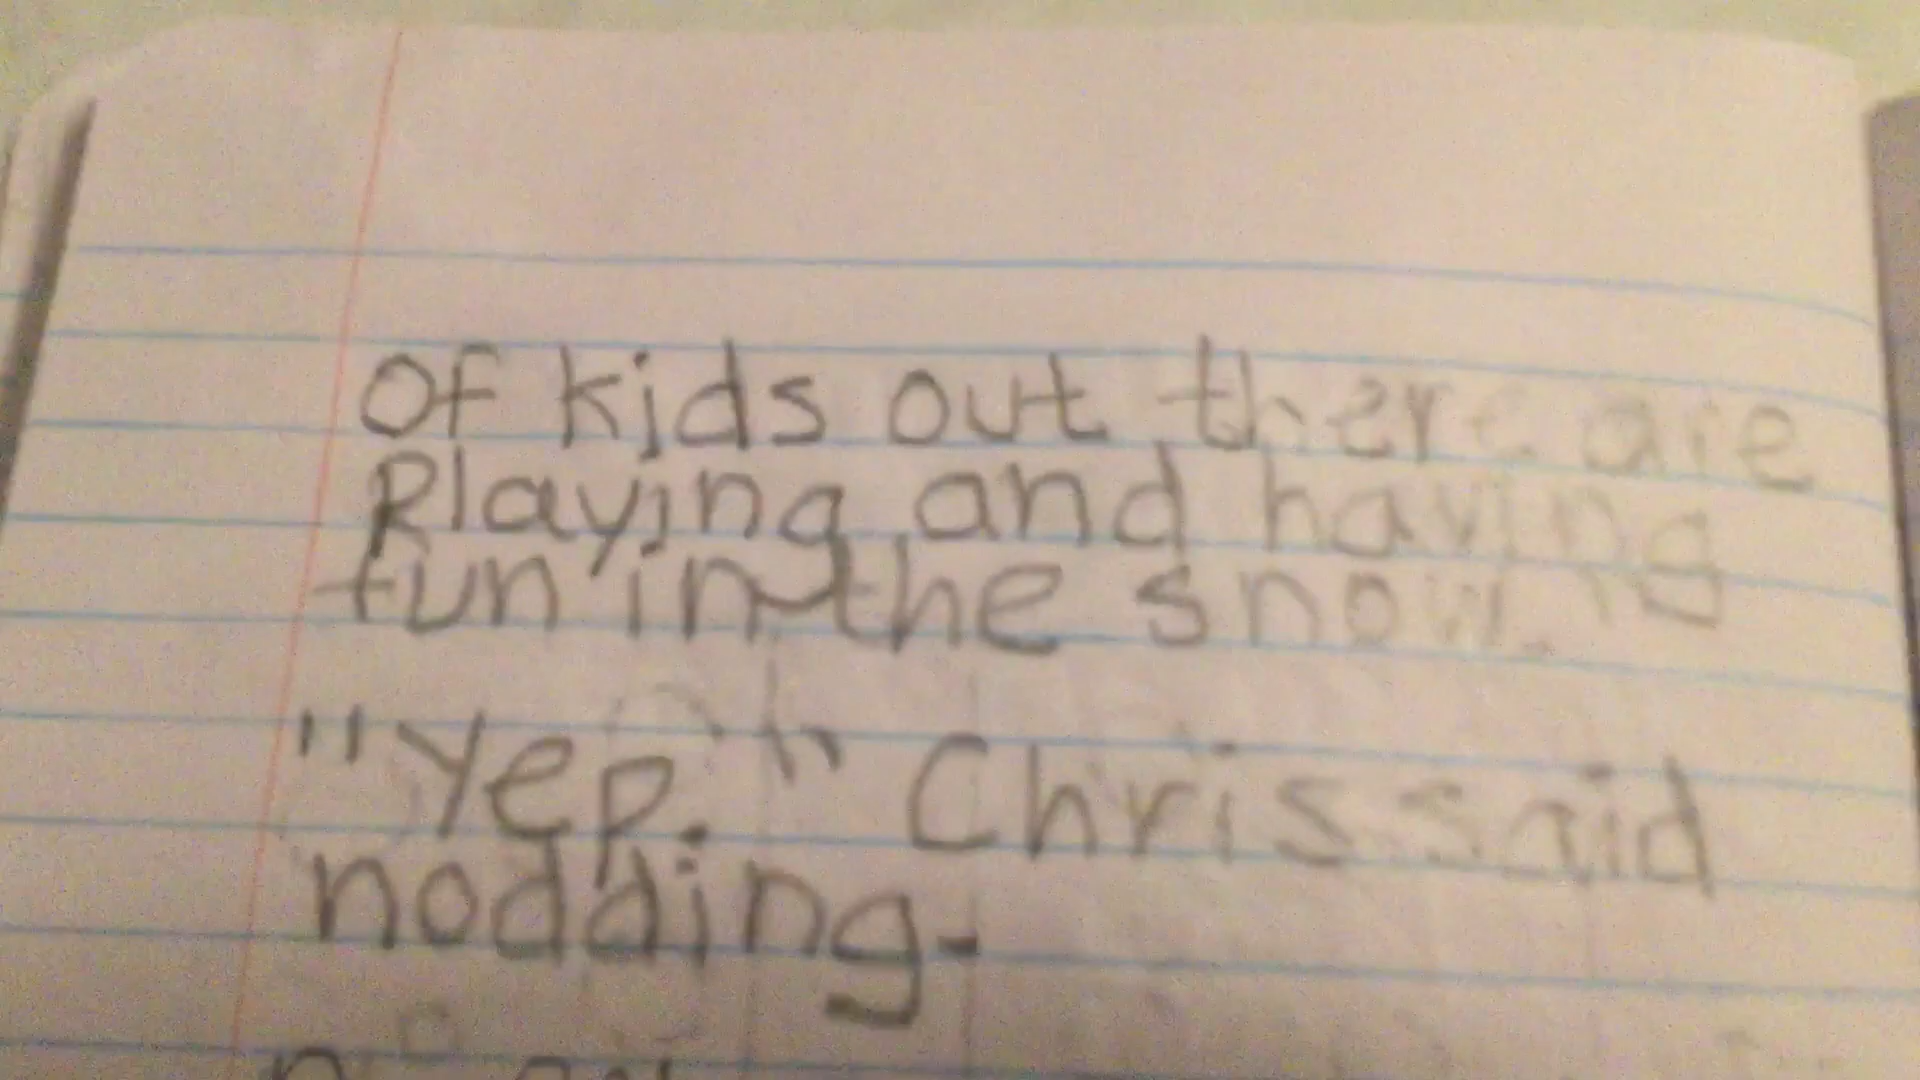 of kids out there are
Playing and having
fun in the snow.
"Yep." Chris said
nodding.